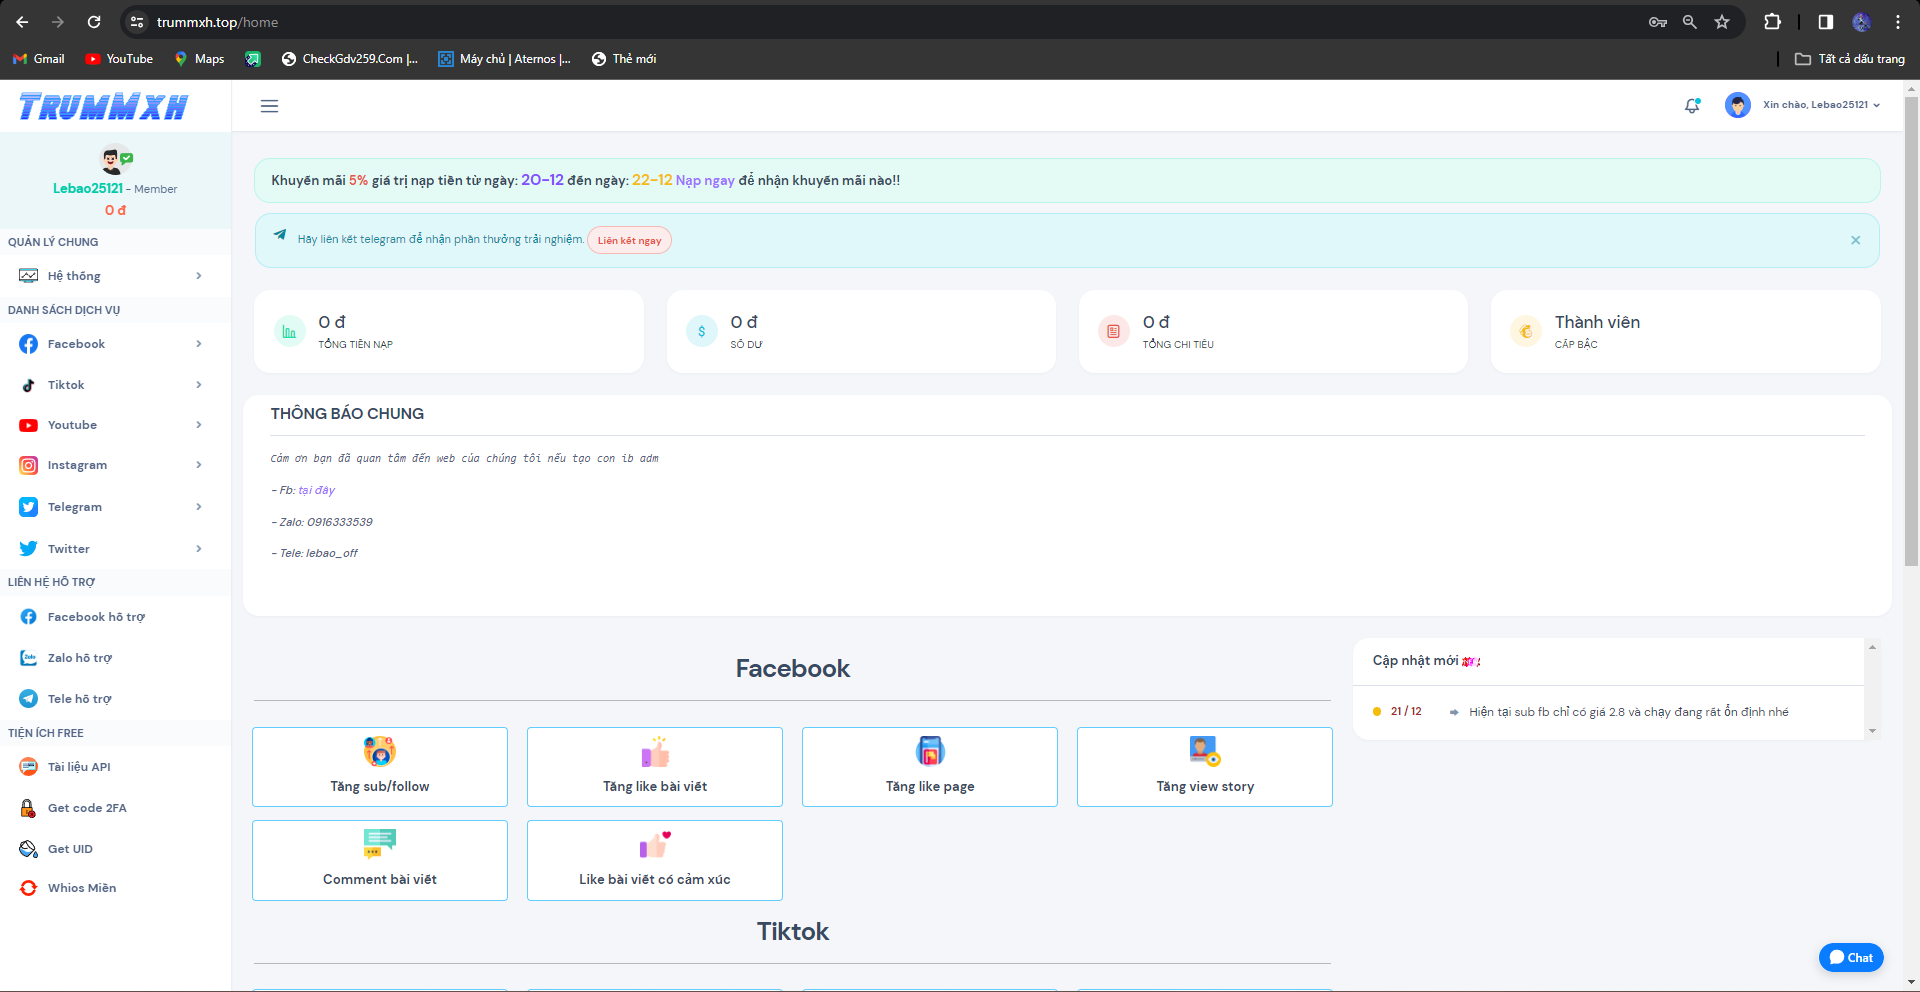 trummxh.top/home
Gmail
YouTube
Maps
CheckGdv259.Com |...
Máy chủ | Aternos |...
Thẻ mới
Tất cả dấu trang
TRUMMXH
Xin chào, Lebao25121
Lebao25121 - Member
0 đ
QUẢN LÝ CHUNG
Hệ thống
DANH SÁCH DỊCH VỤ
Facebook
Tiktok
Youtube
Instagram
Telegram
Twitter
LIÊN HỆ HỖ TRỢ
Facebook hỗ trợ
Zalo hỗ trợ
Tele hỗ trợ
TIỆN ÍCH FREE
Tài liệu API
Get code 2FA
Get UID
Whios Miền
Khuyến mãi 5% giá trị nạp tiền từ ngày: 20-12 đến ngày: 22-12 Nạp ngay để nhận khuyến mãi nào!!
Hãy liên kết telegram để nhận phần thưởng trải nghiệm. Liên kết ngay
0 đ
TỔNG TIỀN NẠP
0 đ
SỐ DƯ
0 đ
TỔNG CHI TIÊU
Thành viên
CẤP BẬC
THÔNG BÁO CHUNG
Cảm ơn bạn đã quan tâm đến web của chúng tôi nếu tạo con ib adm
- Fb: tại đây
- Zalo: 0916333539
- Tele: lebao_off
Facebook
Tăng sub/follow
Tăng like bài viết
Tăng like page
Tăng view story
Comment bài viết
Like bài viết có cảm xúc
Tiktok
Cập nhật mới
21 / 12
Hiện tại sub fb chỉ có giá 2.8 và chạy đang rất ổn định nhé
Chat